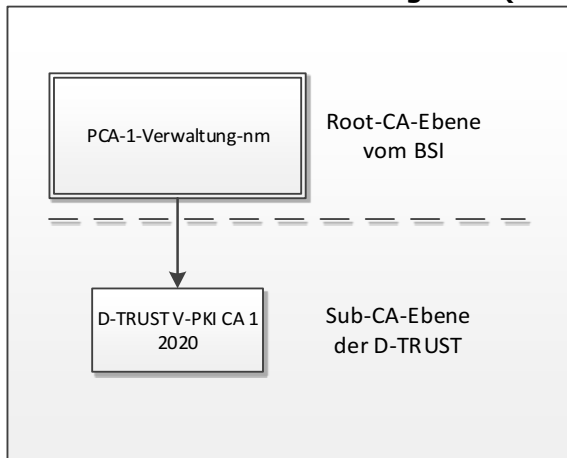 PCA-1-Verwaltung-nm
Root-CA-Ebene
vom BSI
D-TRUST V-PKI CA 1
2020
Sub-CA-Ebene
der D-TRUST